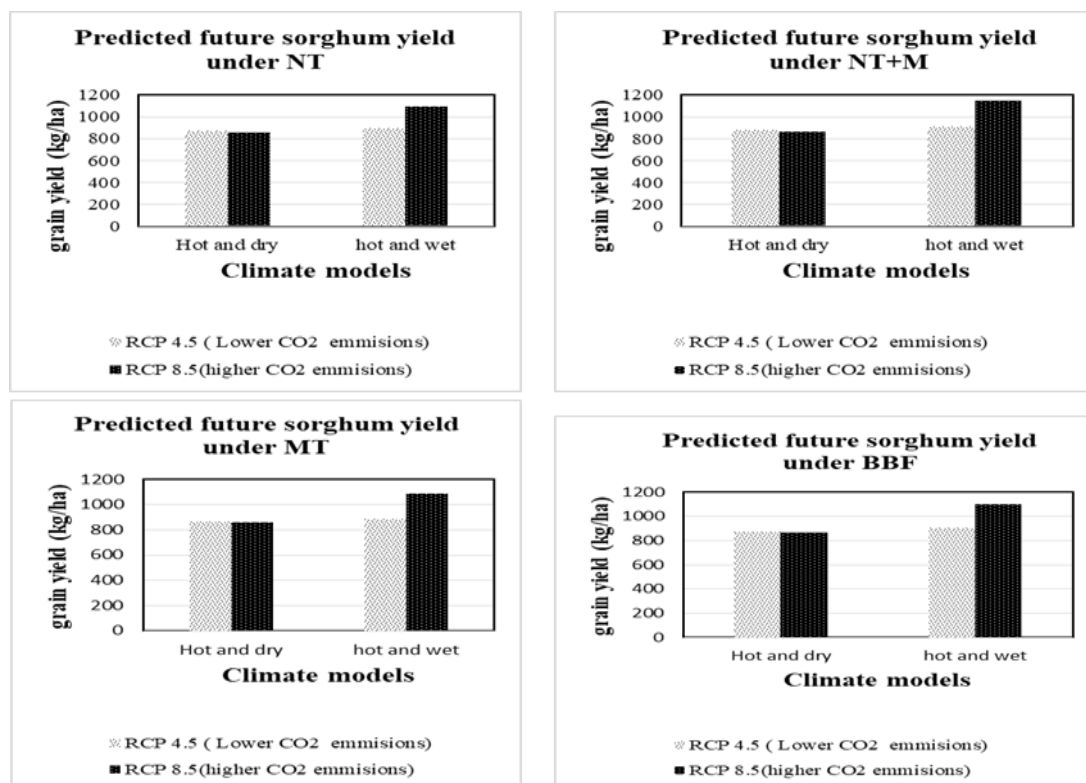 Predicted future sorghum yield
under NT
grain yield (kg/ha)
1200
1000
800
600
400
200
0
Hot and dry
hot and wet
Climate models
RCP 4.5 ( Lower CO2 emmisions)
RCP 8.5(higher CO2 emmisions)
Predicted future sorghum yield
under NT+M
grain yield (kg/ha)
1200
1000
800
600
400
200
0
Hot and dry
hot and wet
Climate models
RCP 4.5 ( Lower CO2 emmisions)
RCP 8.5(higher CO2 emmisions)
Predicted future sorghum yield
under MT
grain yield (kg/ha)
1200
1000
800
600
400
200
0
Hot and dry
hot and wet
Climate models
RCP 4.5 ( Lower CO2 emmisions)
RCP 8.5(higher CO2 emmisions)
Predicted future sorghum yield
under BBF
grain yield (kg/ha)
1200
1000
800
600
400
200
0
Hot and dry
hot and wet
Climate models
RCP 4.5 ( Lower CO2 emmisions)
RCP 8.5(higher CO2 emmisions)